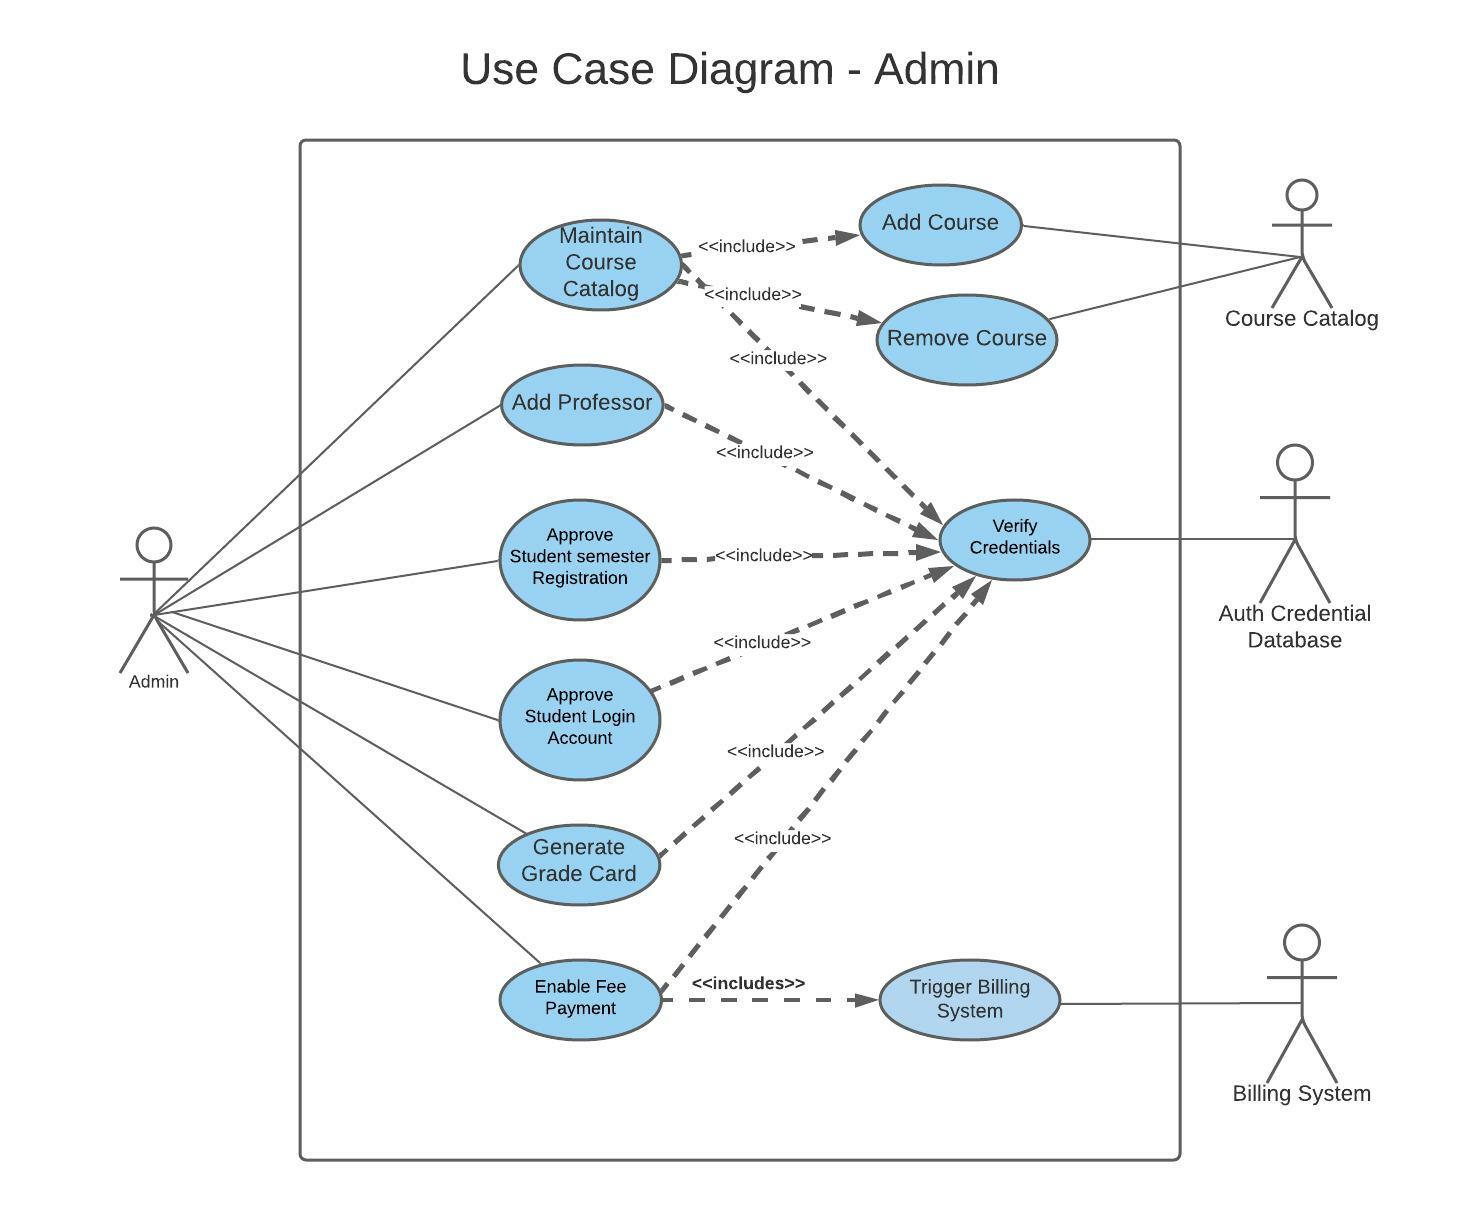 Use Case Diagram - Admin
Maintain
Course
Catalog
<<include>>
Add Course
<<include>>
Remove Course
Course Catalog
<<include>>
Add Professor
<<include>>
Approve
Student semester
Registration
<<include>>
Verify
Credentials
Auth Credential
Database
Admin
<<include>>
Approve
Student Login
Account
<<include>>
Generate
Grade Card
<<include>>
Enable Fee
Payment
<<includes>>
Trigger Billing
System
Billing System